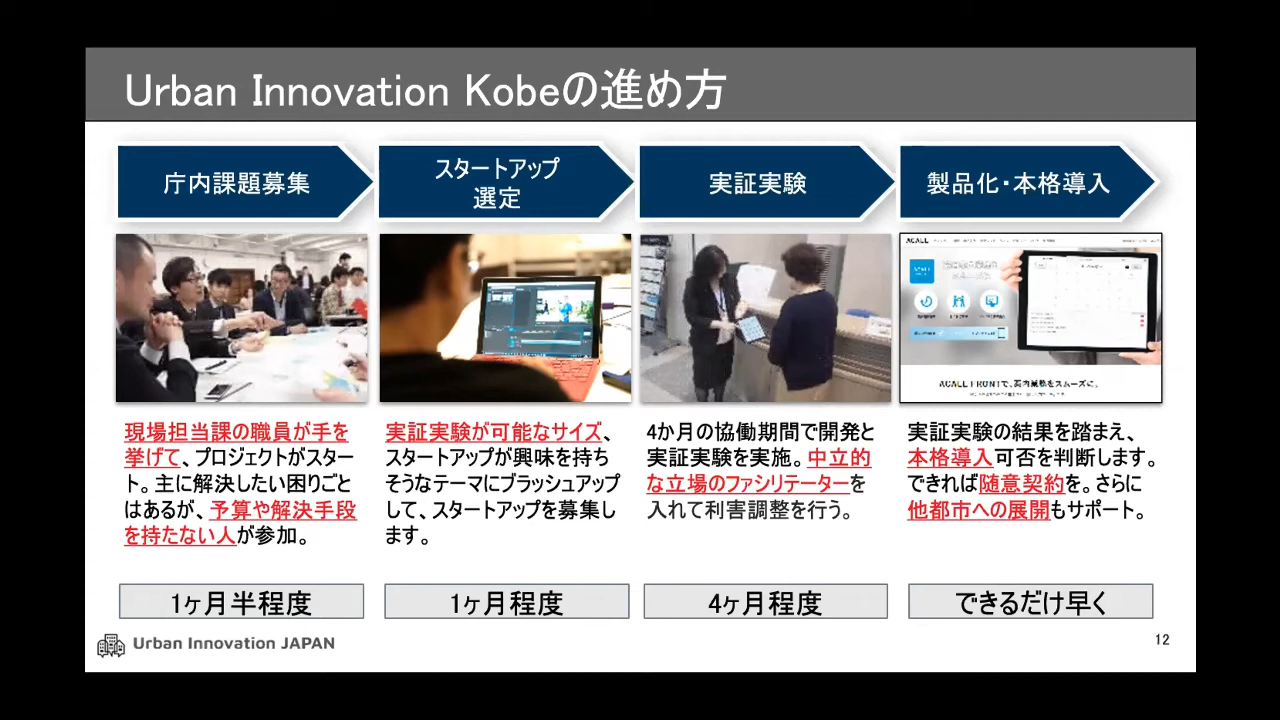 Urban Innovation Kobeの進め方
庁内課題募集
スタートアップ
選定
実証実験
製品化・本格導入
ACALL
ACALL FRONTで、案内業務をスムーズに。
現場担当課の職員が手を
挙げて、プロジェクトがスター
ト。主に解決したい困りごと
はあるが、予算や解決手段
を持たない人が参加。
実証実験が可能なサイズ、
スタートアップが興味を持ち
そうなテーマにブラッシュアップ
して、スタートアップを募集し
ます。
4か月の協働期間で開発と
実証実験を実施。中立的
な立場のファシリテーターを
入れて利害調整を行う。
実証実験の結果を踏まえ、
本格導入可否を判断します。
できれば随意契約を。さらに
他都市への展開もサポート。
1ヶ月半程度
1ヶ月程度
4ヶ月程度
できるだけ早く
Urban Innovation JAPAN
12